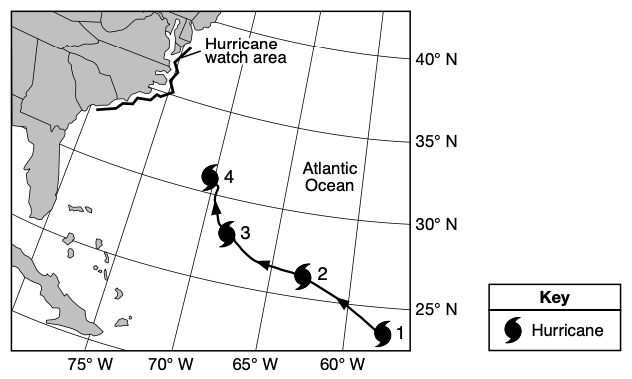 Hurricane
watch area
40° N
35° N
Atlantic
Ocean
4
3
30° N
2
25° N
1
75° W 70° W 65° W 60° W
Key
Hurricane